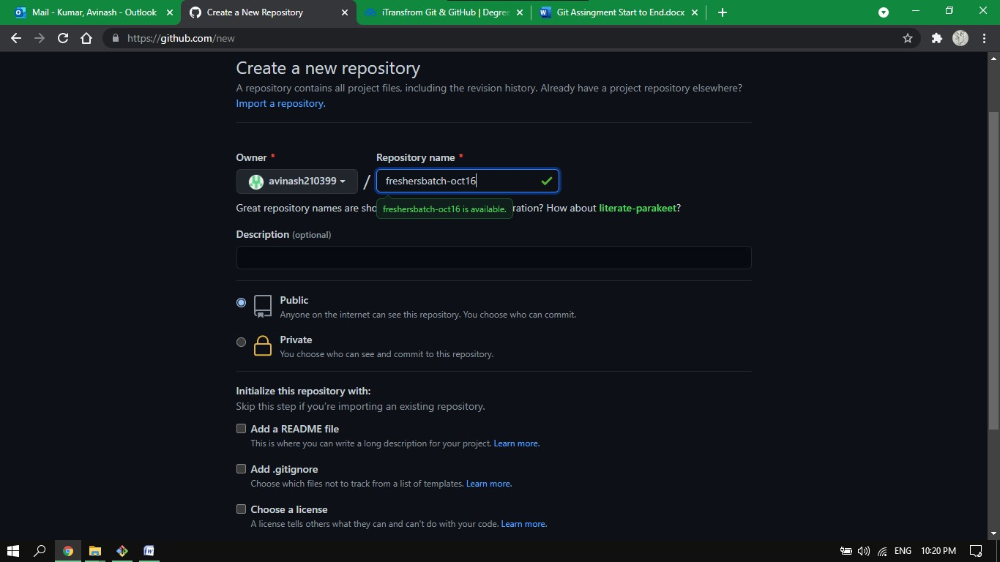 Mail - Kumar, Avinash - Outlook
Create a New Repository
iTransfrom Git & GitHub | Degree
Git Assingment Start to End.docx
https://github.com/new
Create a new repository
A repository contains all project files, including the revision history. Already have a project repository elsewhere?
Import a repository.
Owner *
Repository name *
avinash210399
/
freshersbatch-oct16
Great repository names are sho
freshersbatch-oct16 is available.
ration? How about literate-parakeet?
Description (optional)
Public
Anyone on the internet can see this repository. You choose who can commit.
Private
You choose who can see and commit to this repository.
Initialize this repository with:
Skip this step if you're importing an existing repository.
Add a README file
This is where you can write a long description for your project. Learn more.
Add .gitignore
Choose which files not to track from a list of templates. Learn more.
Choose a license
A license tells others what they can and can't do with your code. Learn more.
ENG
10:20 PM